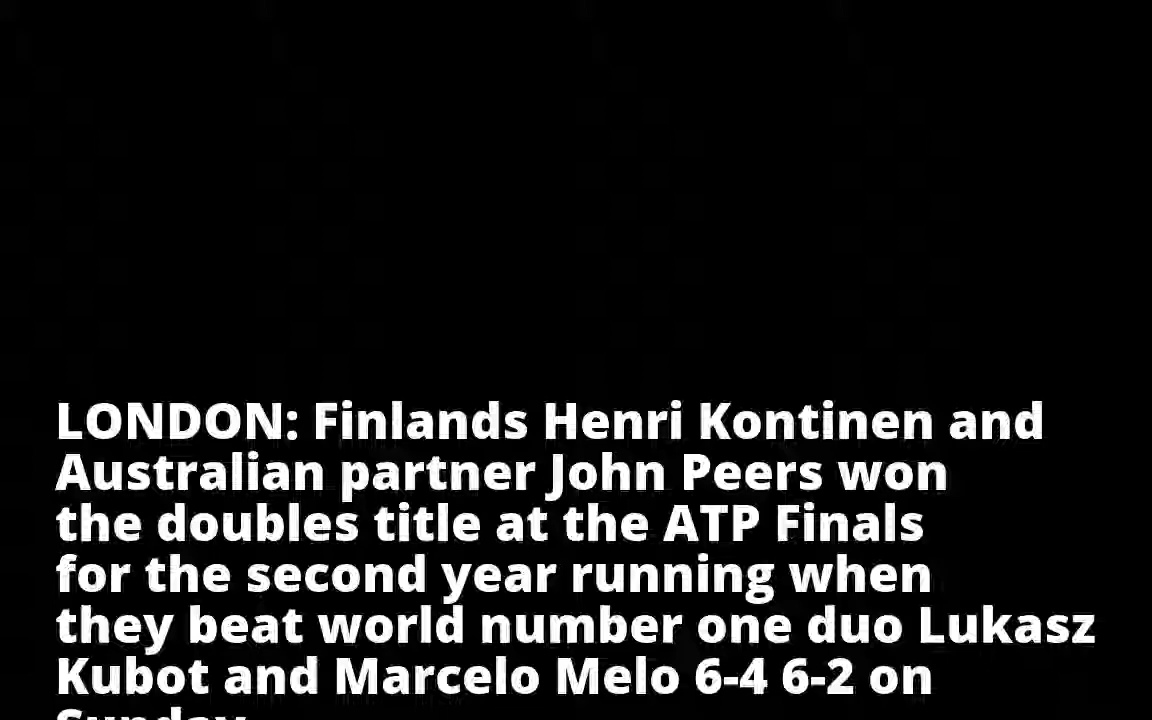 LONDON: Finlands Henri Kontinen and
Australian partner John Peers won
the doubles title at the ATP Finals
for the second year running when
they beat world number one duo Lukasz
Kubot and Marcelo Melo 6-4 6-2 on
Sunday